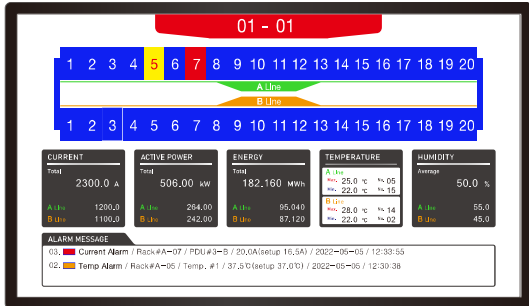 01 - 01
1 2 3 4 5 6 7 8 9 10 11 12 13 14 15 16 17 18 19 20
A Line
B Line
1 2 3 4 5 6 7 8 9 10 11 12 13 14 15 16 17 18 19 20
CURRENT
Total
2300.0 A
A Line 1200.0
B Line 1100.0
ACTIVE POWER
Total
506.00 kW
A Line 264.00
B Line 242.00
ENERGY
Total
182.160 MWh
A Line 95.040
B Line 87.120
TEMPERATURE
A Line
Max. 25.0 ℃ No. 05
Min. 22.0 ℃ No. 15
B Line
Max. 28.0 ℃ No. 14
Min. 22.0 ℃ No. 02
HUMIDITY
Average
50.0 %
A Line 55.0
B Line 45.0
ALARM MESSAGE
03. Current Alarm / Rack#A-07 / PDU#3-B / 20.0A(setup 16.5A) / 2022-05-05 / 12:33:55
02. Temp Alarm / Rack#A-05 / Temp. #1 / 37.5℃(setup 37.0℃) / 2022-05-06 / 12:30:38